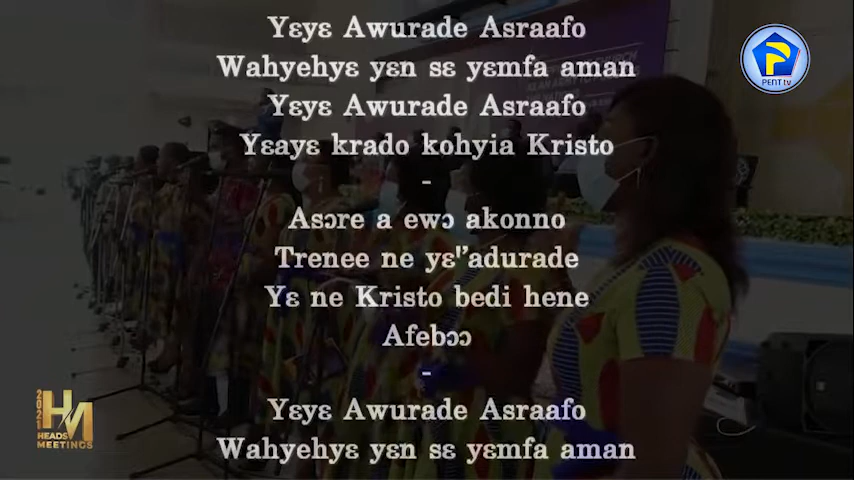 Yɛyɛ Awurade Asraafo
Wahyehyɛ yɛn sɛ yɛmfa aman
Yɛyɛ Awurade Asraafo
Yɛayɛ krado kohyia Kristo
-
Asɔre a ewɔ akonno
Trenee ne yɛ'’adurade
Yɛ ne Kristo bedi hene
Afebɔɔ
-
Yɛyɛ Awurade Asraafo
Wahyehyɛ yɛn sɛ yɛmfa aman
P
PENT tv
2021
HM
HEADS
MEETINGS